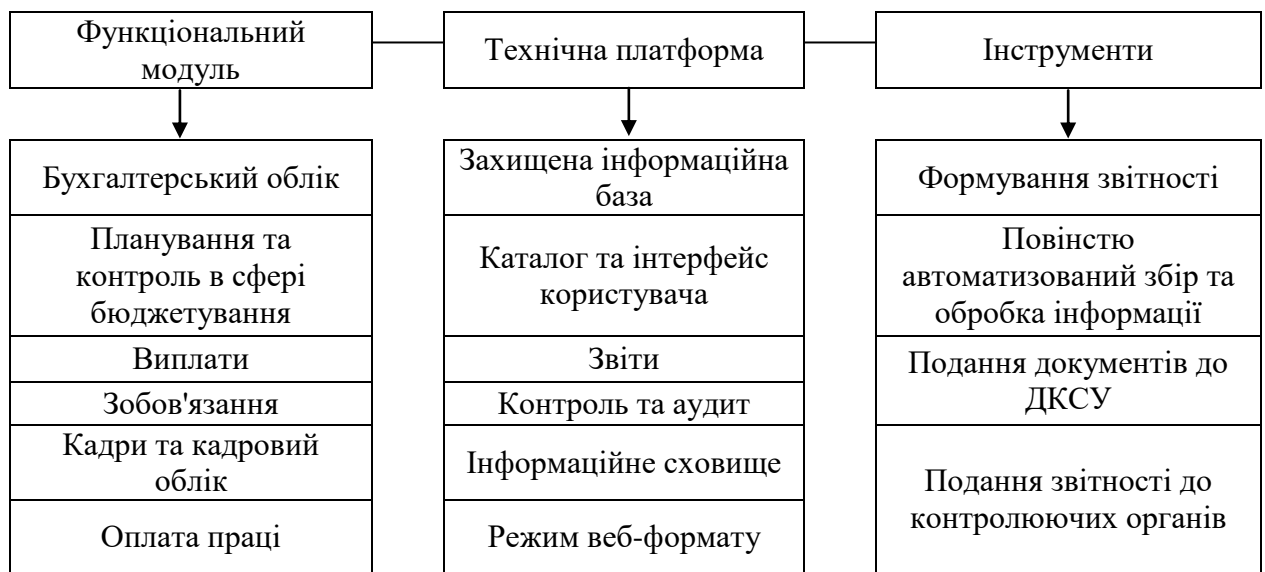 Функціональний
модуль
Технічна платформа
Інструменти
Бухгалтерський облік
Планування та
контроль в сфері
бюджетування
Виплати
Зобов'язання
Кадри та кадровий
облік
Оплата праці
Захищена інформаційна
база
Каталог та інтерфейс
користувача
Звіти
Контроль та аудит
Інформаційне сховище
Режим веб-формату
Формування звітності
Повінстю
автоматизований збір та
обробка інформації
Подання документів до
ДКСУ
Подання звітності до
контролюючих органів